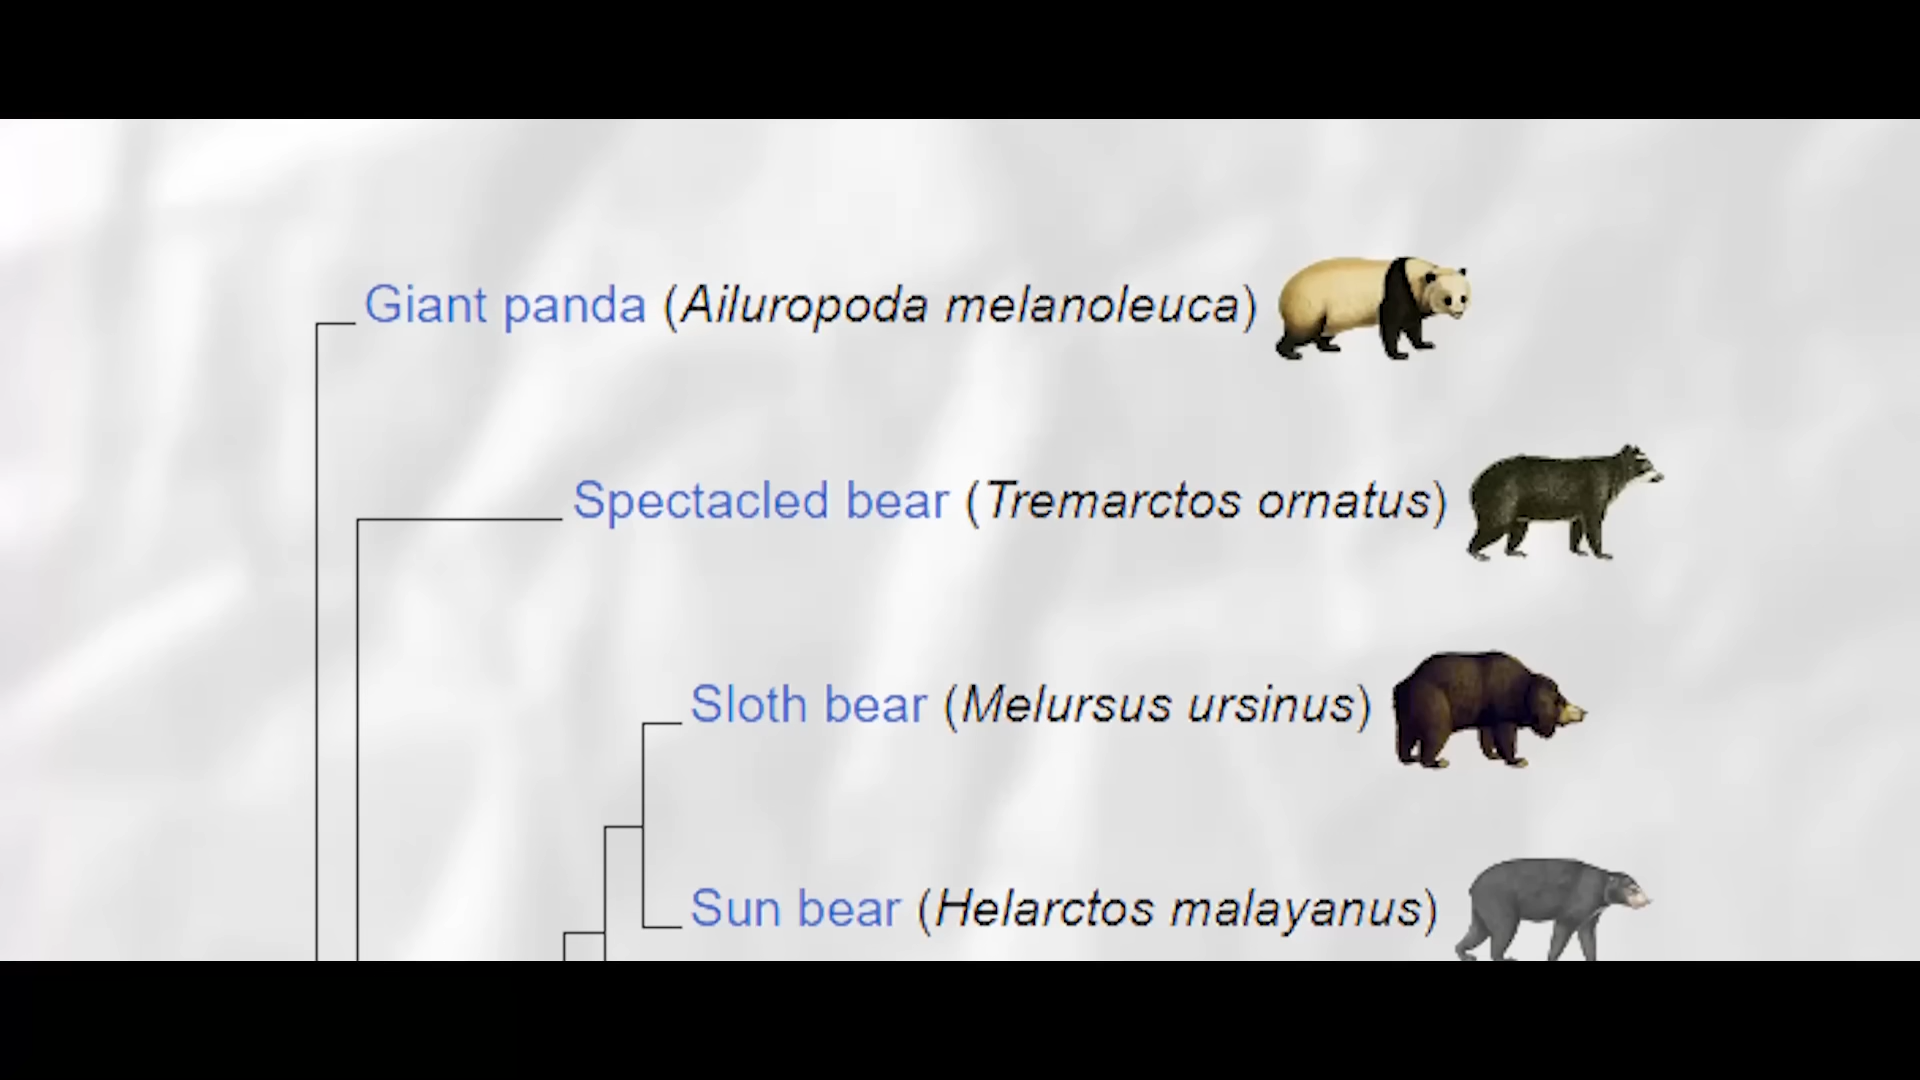 Giant panda (Ailuropoda melanoleuca)
Spectacled bear (Tremarctos ornatus)
Sloth bear (Melursus ursinus)
Sun bear (Helarctos malayanus)